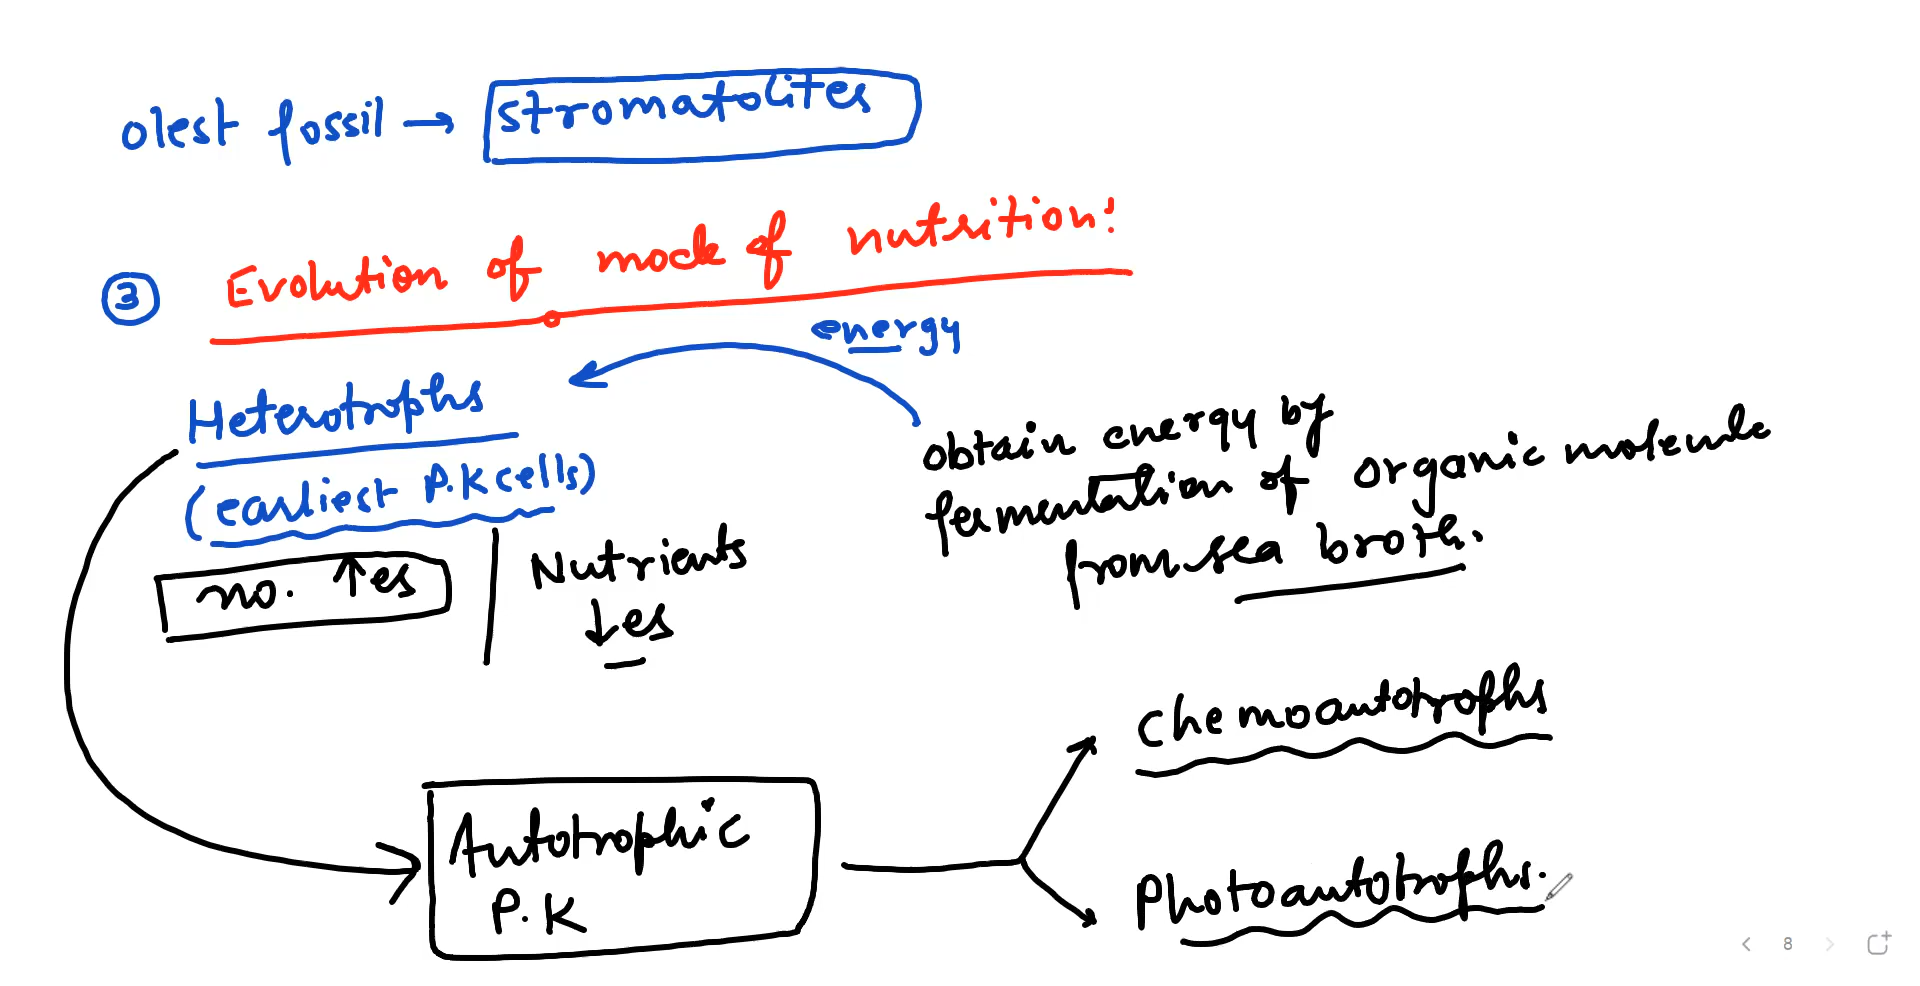 olest fossil → stromatolites
③ Evolution of mode of nutrition:
energy
Heterotrophs
(earliest P.K cells)
obtain energy by
fermentation of organic molecule
from sea broth.
no. ↑es
Nutrients
↓es
Chemoautotrophs
Autotrophic
P.K
Photoautotrophs.
8